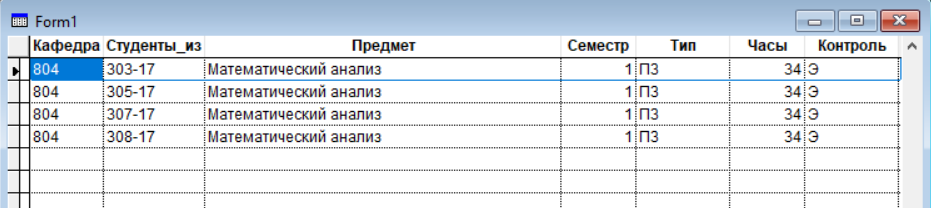 Form1
Кафедра Студенты_из Предмет Семестр Тип Часы Контроль
804 303-17 Математический анализ 1 ПЗ 34 Э
804 305-17 Математический анализ 1 ПЗ 34 Э
804 307-17 Математический анализ 1 ПЗ 34 Э
804 308-17 Математический анализ 1 ПЗ 34 Э